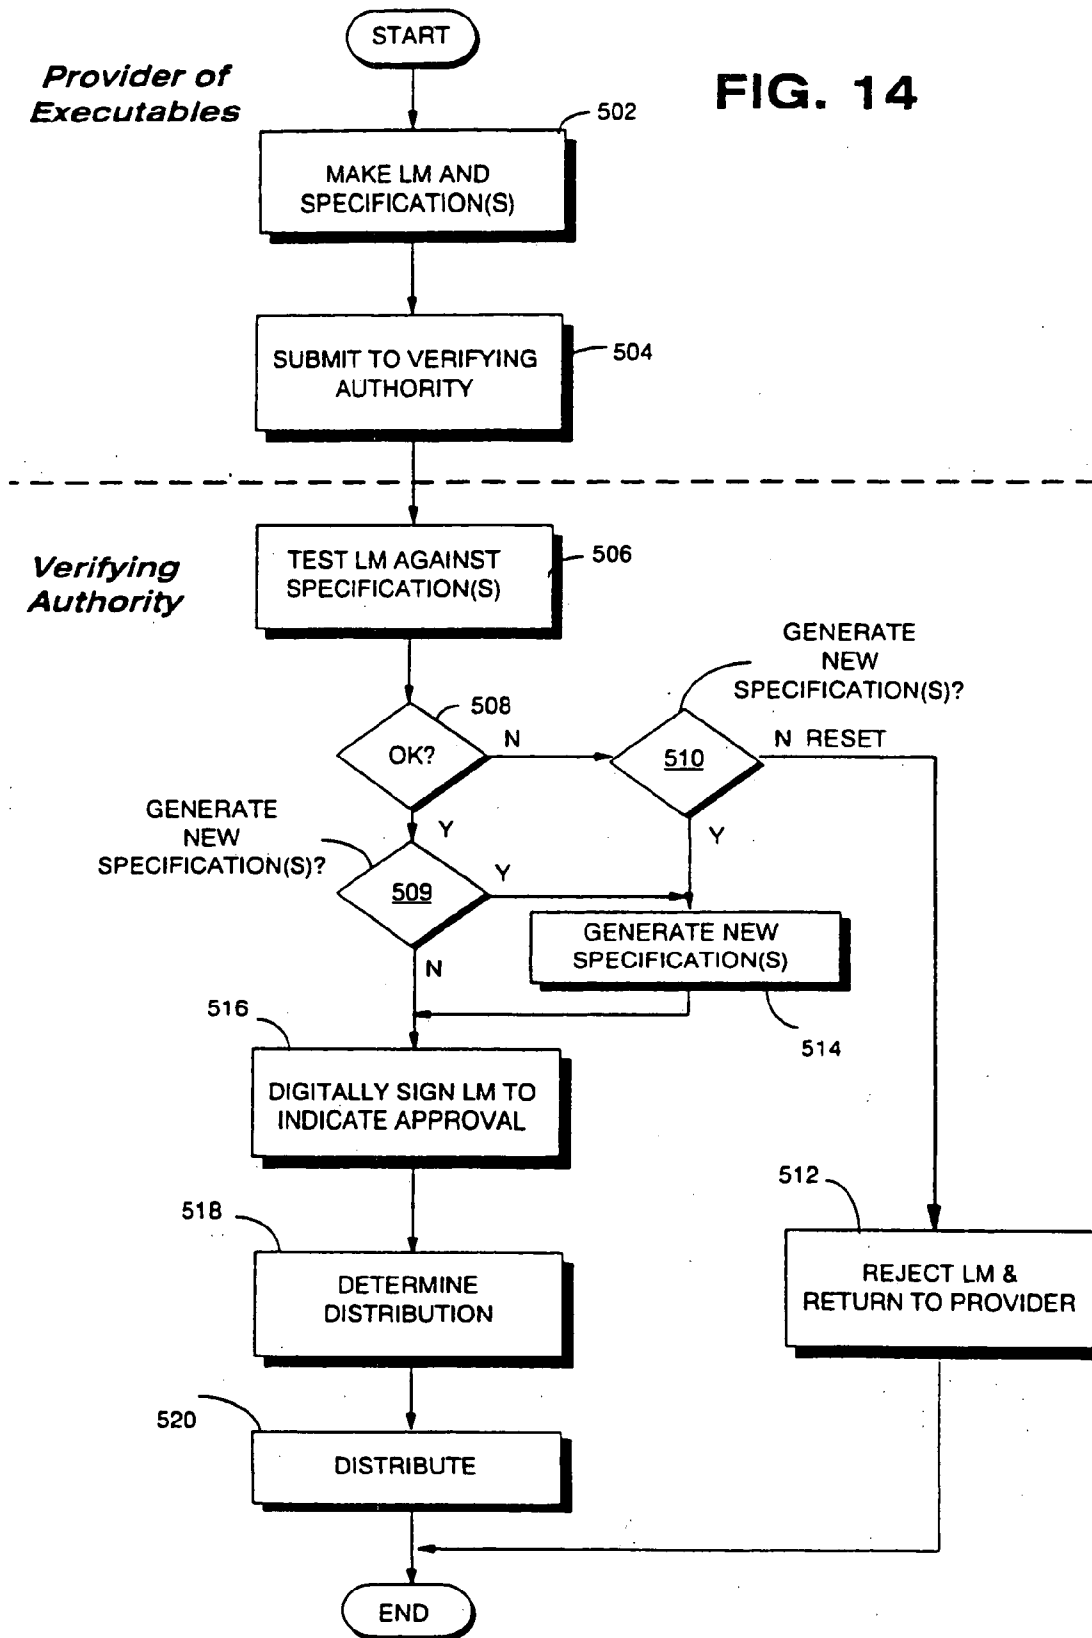 START
Provider of
Executables
FIG. 14
502
MAKE LM AND
SPECIFICATION(S)
504
SUBMIT TO VERIFYING
AUTHORITY
Verifying
Authority
506
TEST LM AGAINST
SPECIFICATION(S)
GENERATE
NEW
SPECIFICATION(S)?
508
OK?
N
510
N RESET
Y
Y
GENERATE
NEW
SPECIFICATION(S)?
509
Y
N
GENERATE NEW
SPECIFICATION(S)
514
516
DIGITALLY SIGN LM TO
INDICATE APPROVAL
518
DETERMINE
DISTRIBUTION
512
REJECT LM &
RETURN TO PROVIDER
520
DISTRIBUTE
END